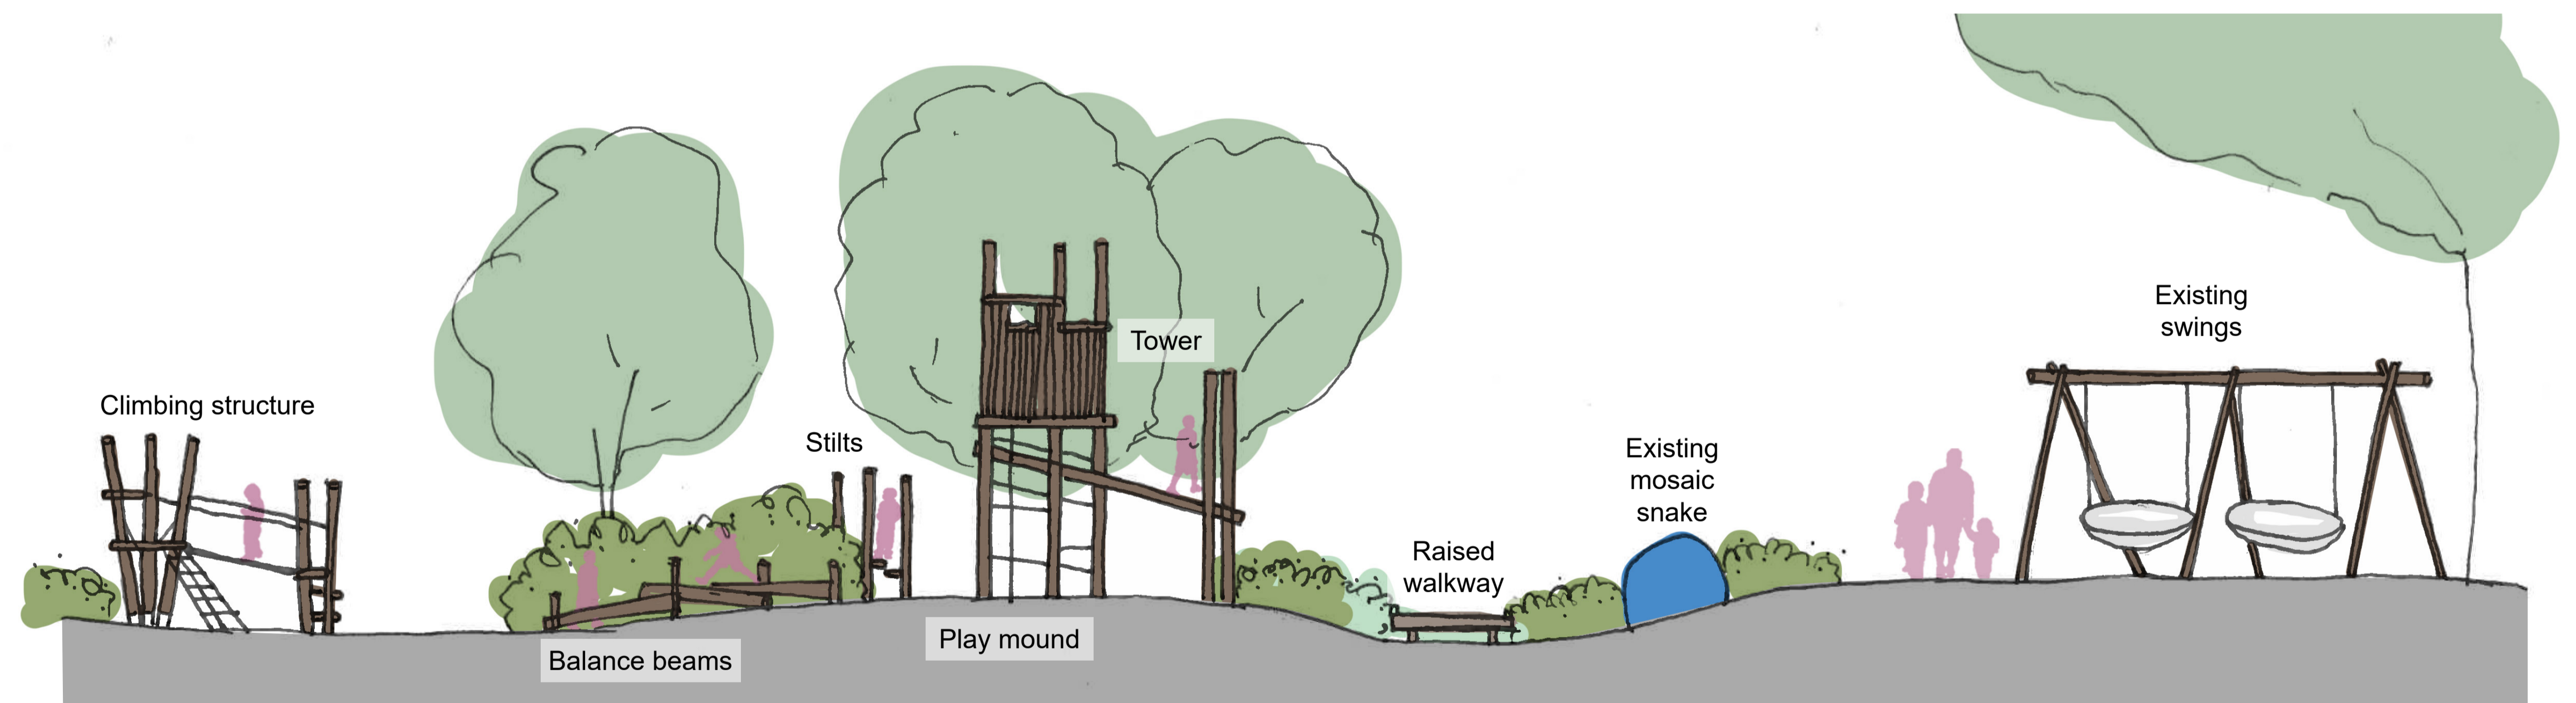 Climbing structure
Balance beams
Stilts
Tower
Play mound
Raised
walkway
Existing
mosaic
snake
Existing
swings